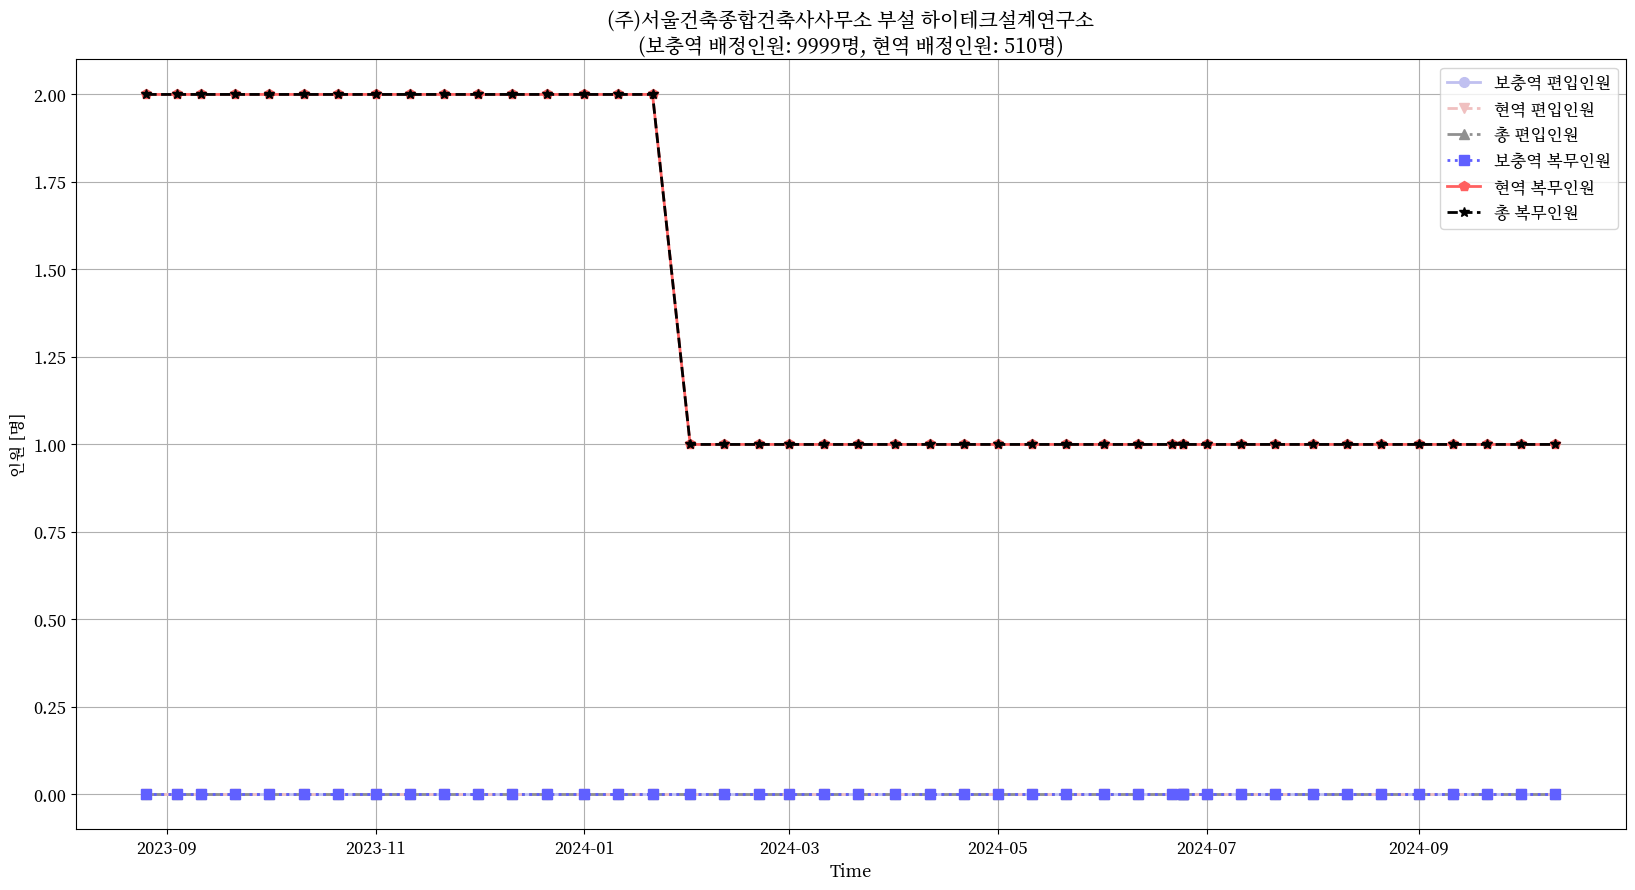 (주)서울건축종합건축사사무소 부설 하이테크설계연구소
(보충역 배정인원: 9999명, 현역 배정인원: 510명)
보충역 편입인원
현역 편입인원
총 편입인원
보충역 복무인원
현역 복무인원
총 복무인원
인원 [명]
2.00
1.75
1.50
1.25
1.00
0.75
0.50
0.25
0.00
2023-09
2023-11
2024-01
2024-03
2024-05
2024-07
2024-09
Time